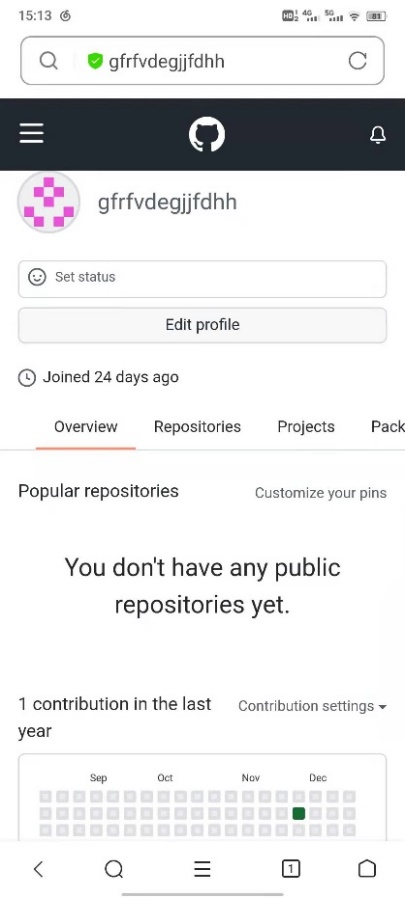 15:13
HD 4G 5G 81
gfrfvdegjjfdhh
gfrfvdegjjfdhh
Set status
Edit profile
Joined 24 days ago
Overview Repositories Projects Pack
Popular repositories Customize your pins
You don't have any public
repositories yet.
1 contribution in the last Contribution settings
year
Sep Oct Nov Dec
1